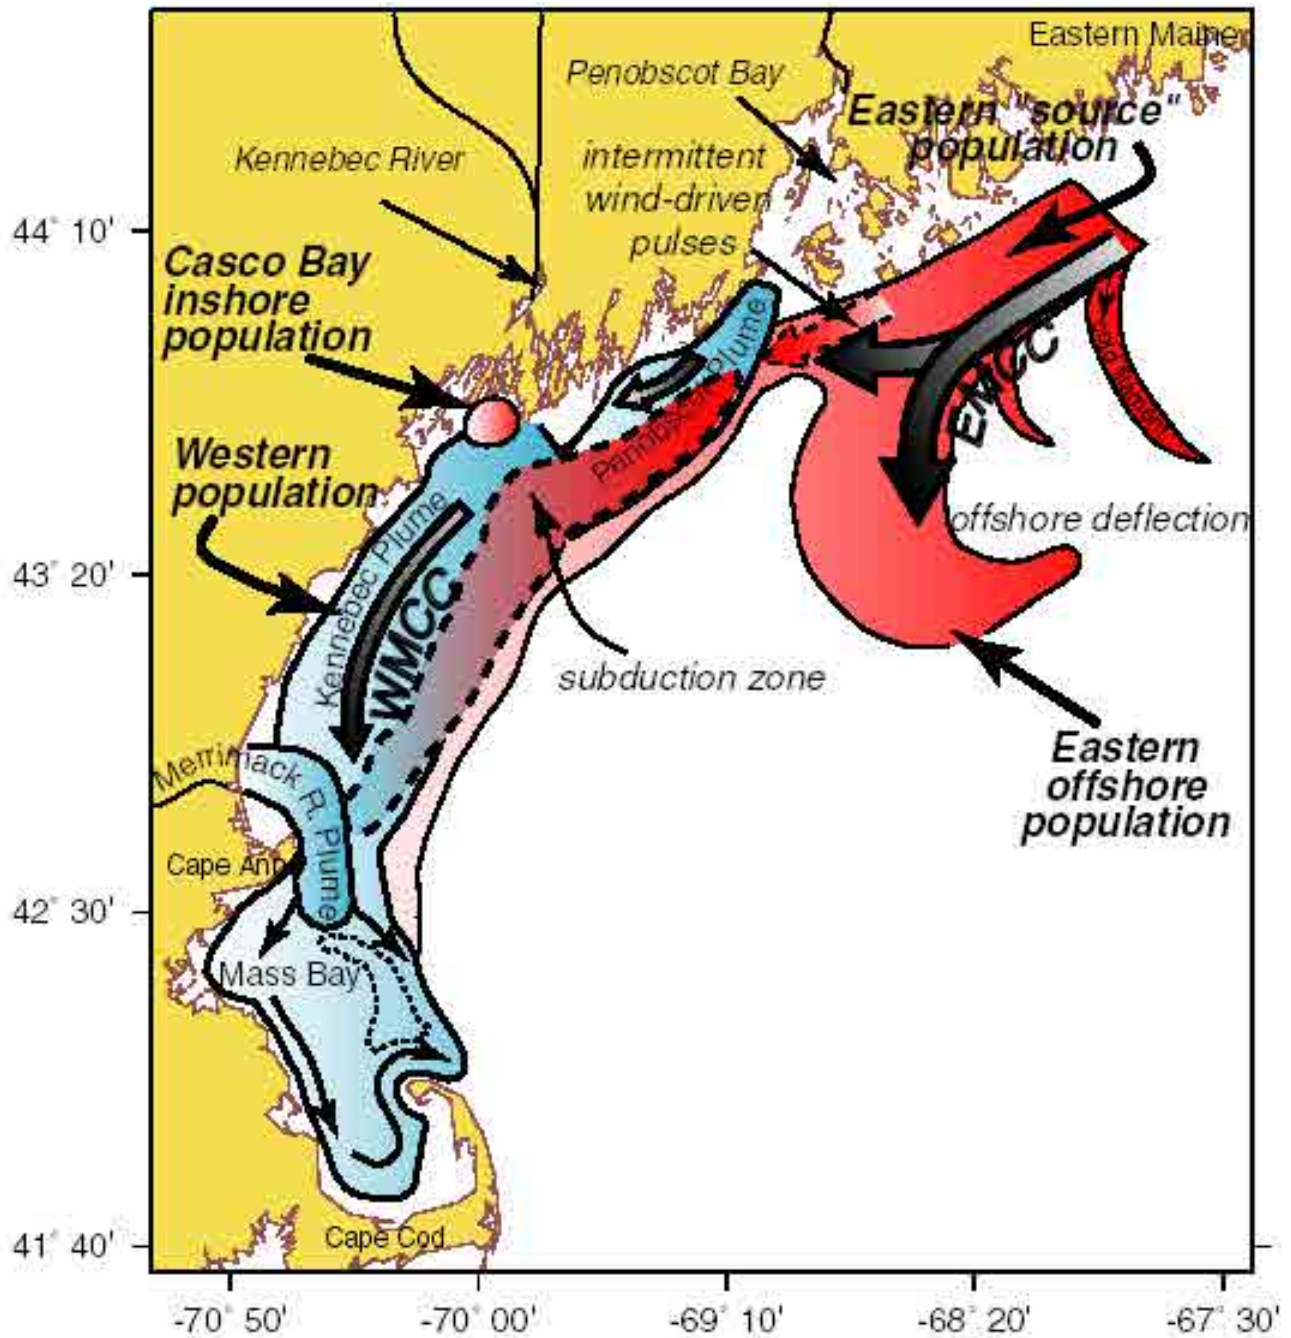 Eastern Maine
Penobscot Bay
Eastern "source"
population
Kennebec River
intermittent
wind-driven
pulses
44° 10'
Casco Bay
inshore
population
Penobscot Plume
EMCC
Western
population
Kennebec Plume
offshore deflection
43° 20'
WMCC
subduction zone
Eastern
offshore
population
Merrimack R. Plume
Cape Ann
42° 30'
Mass Bay
41° 40'
Cape Cod
-70° 50'
-70° 00'
-69° 10'
-68° 20'
-67° 30'